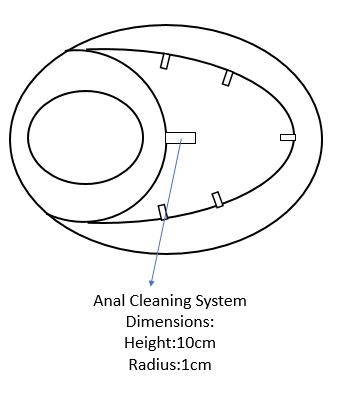 Anal Cleaning System
Dimensions:
Height:10cm
Radius:1cm